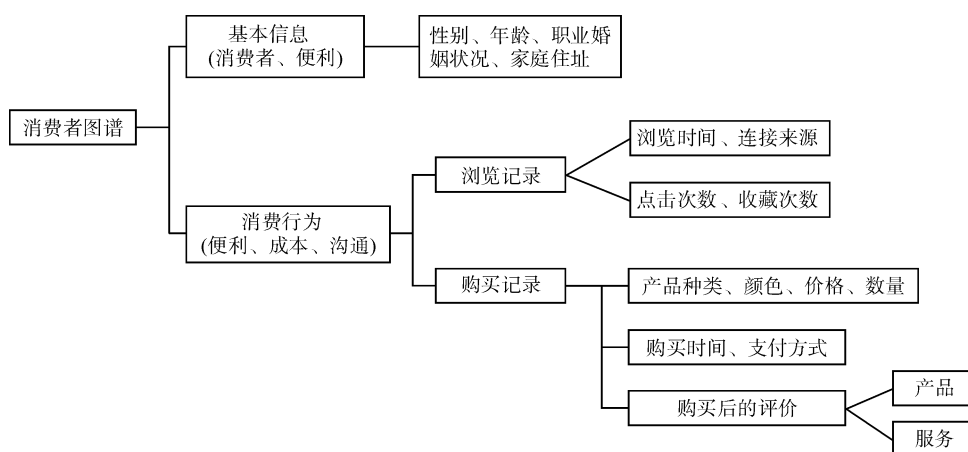 基本信息
(消费者、便利)
性别、年龄、职业婚
姻状况、家庭住址
消费者图谱
浏览时间、连接来源
浏览记录
点击次数、收藏次数
消费行为
(便利、成本、沟通)
购买记录
产品种类、颜色、价格、数量
购买时间、支付方式
购买后的评价
产品
服务